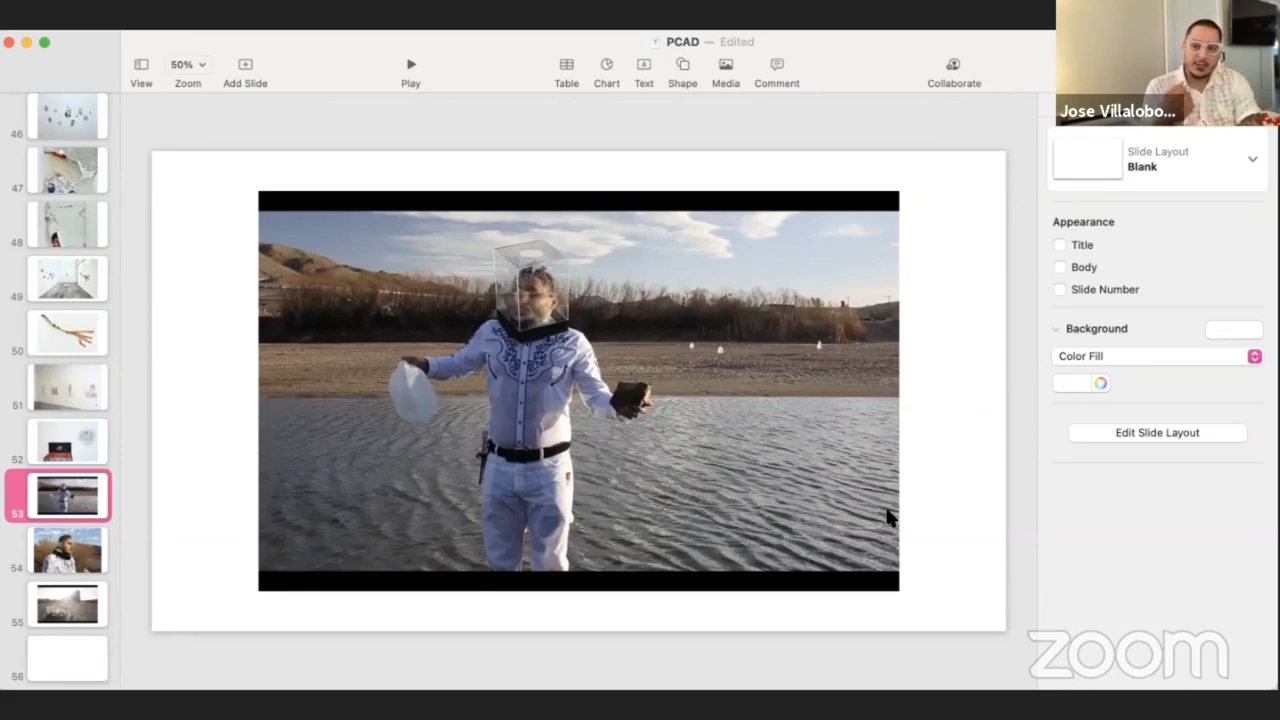 PCAD — Edited
50%
View
Zoom
Add Slide
Play
Table
Chart
Text
Shape
Media
Comment
Collaborate
Jose Villalobo...
46
47
48
49
50
51
52
53
54
55
56
Slide Layout
Blank
Appearance
Title
Body
Slide Number
Background
Color Fill
Edit Slide Layout
zoom